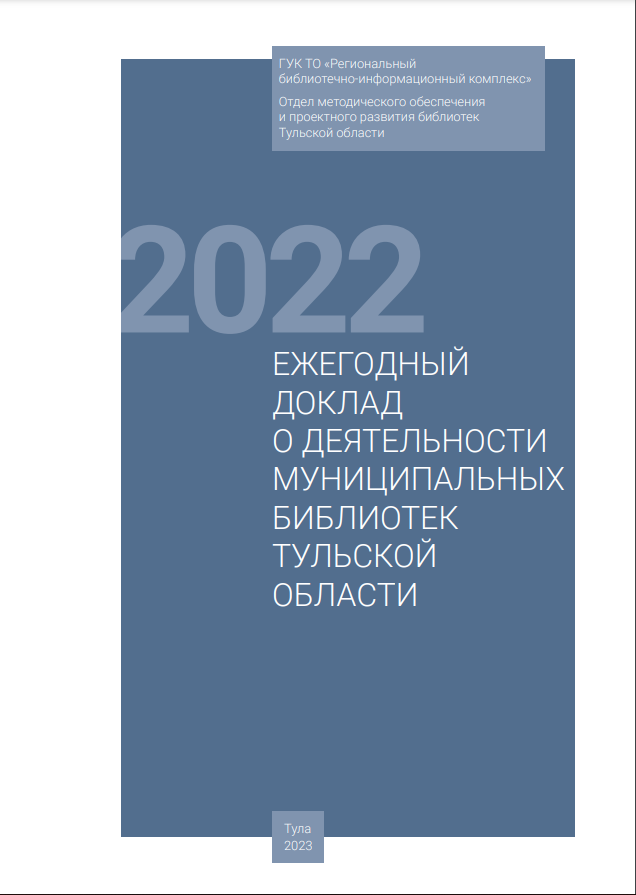 ГУК ТО «Региональный
библиотечно-информационный комплекс»
Отдел методического обеспечения
и проектного развития библиотек
Тульской области
2022
ЕЖЕГОДНЫЙ
ДОКЛАД
О ДЕЯТЕЛЬНОСТИ
МУНИЦИПАЛЬНЫХ
БИБЛИОТЕК
ТУЛЬСКОЙ
ОБЛАСТИ
Тула
2023